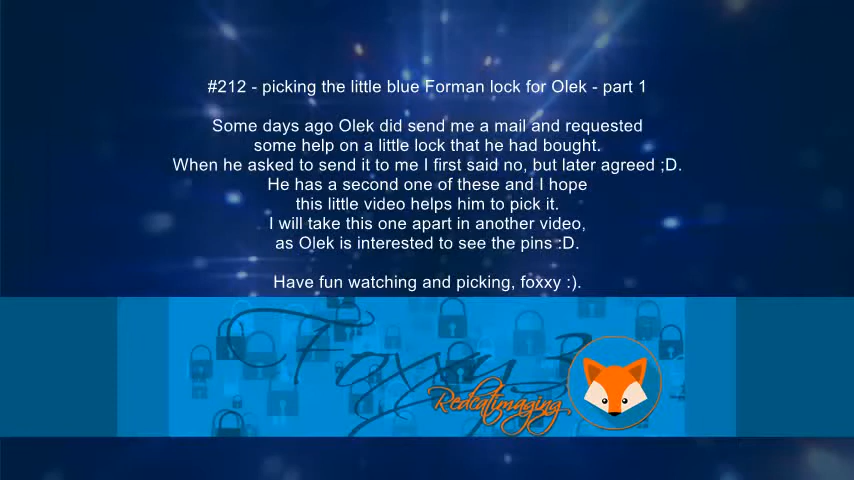 #212 - picking the little blue Forman lock for Olek - part 1
Some days ago Olek did send me a mail and requested
some help on a little lock that he had bought.
When he asked to send it to me I first said no, but later agreed ;D.
He has a second one of these and I hope
this little video helps him to pick it.
I will take this one apart in another video,
as Olek is interested to see the pins :D.
Have fun watching and picking, foxxy :).
Foxxy 3
Redcatimaging